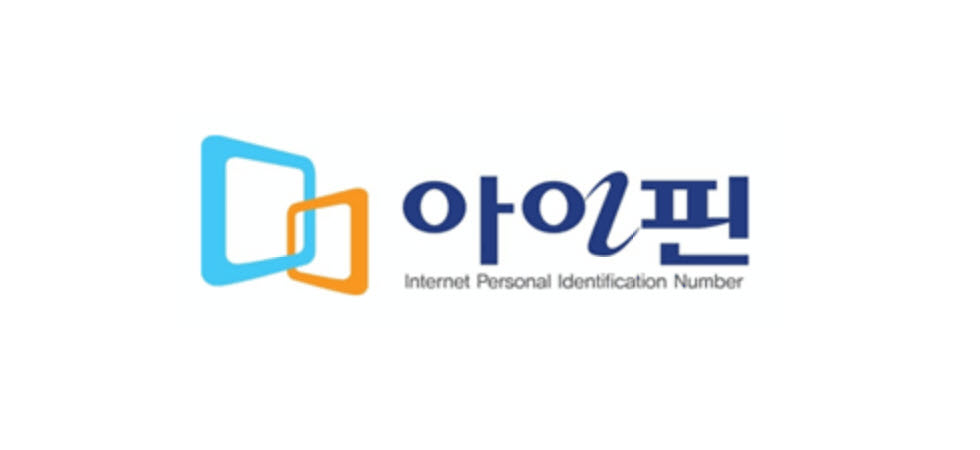 아이핀
Internet Personal Identification Number